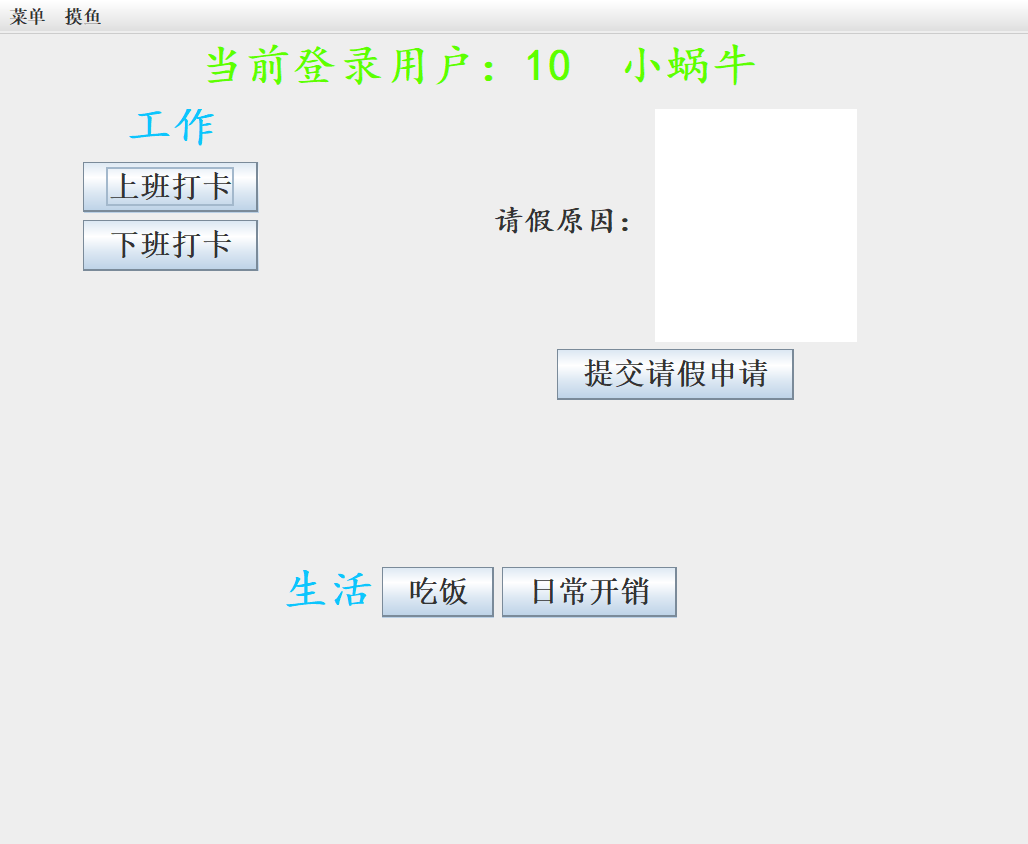 菜单 摸鱼
当前登录用户：10 小蜗牛
工作
上班打卡
下班打卡
请假原因：
提交请假申请
生活 吃饭 日常开销